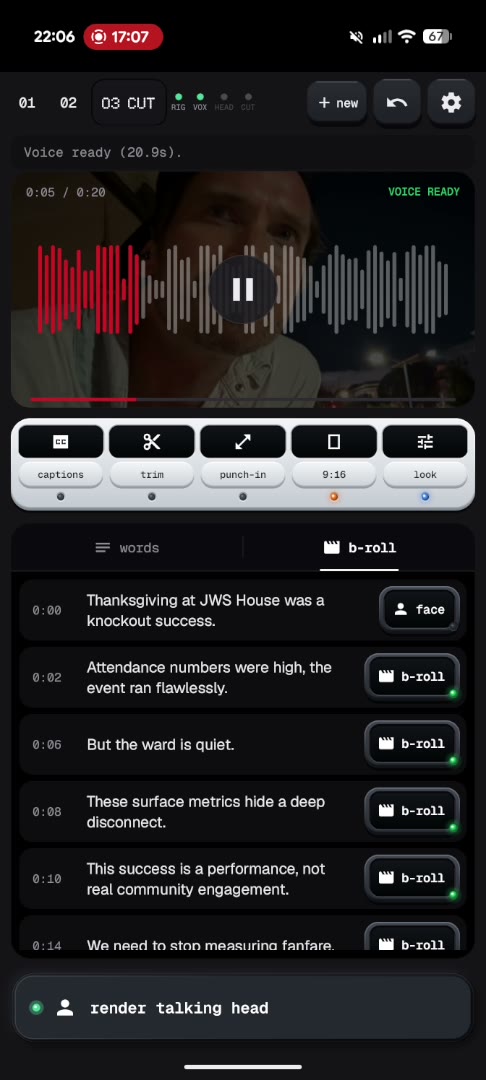 22:06 17:07 67
01 02 03 CUT RIG VOX HEAD CUT + new
Voice ready (20.9s).
0:05 / 0:20 VOICE READY
CC
captions trim punch-in 9:16 look
words b-roll
0:00 Thanksgiving at JWS House was a
knockout success. face
0:02 Attendance numbers were high, the
event ran flawlessly. b-roll
0:06 But the ward is quiet. b-roll
0:08 These surface metrics hide a deep
disconnect. b-roll
0:10 This success is a performance, not
real community engagement. b-roll
0:14 We need to stop measuring fanfare. b-roll
render talking head